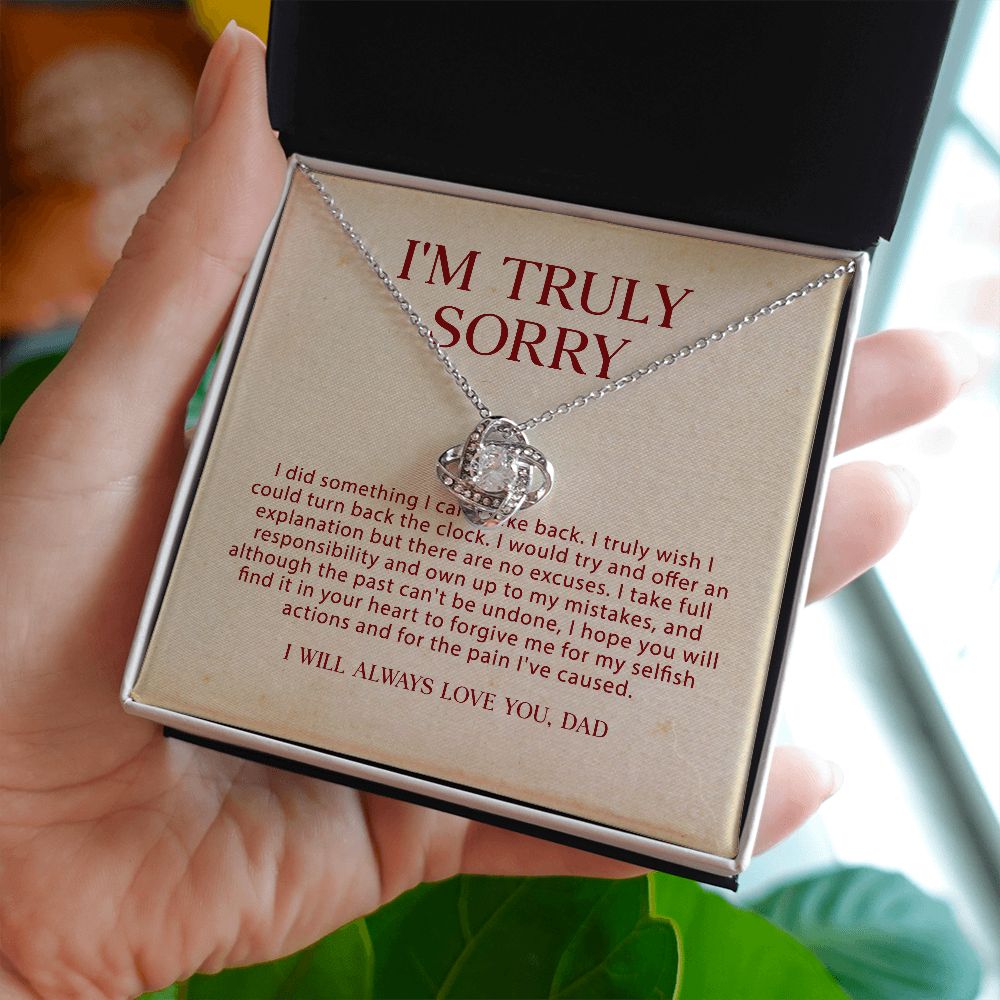 I'M TRULY
SORRY
I did something I ke back. I truly wish I
could turn back the clock. I would try and offer an
explanation but there are no excuses. I take full
responsibility and own up to my mistakes, and
although the past can't be undone, I hope you will
find it in your heart to forgive me for my selfish
actions and for the pain I've caused.
I WILL ALWAYS LOVE YOU, DAD